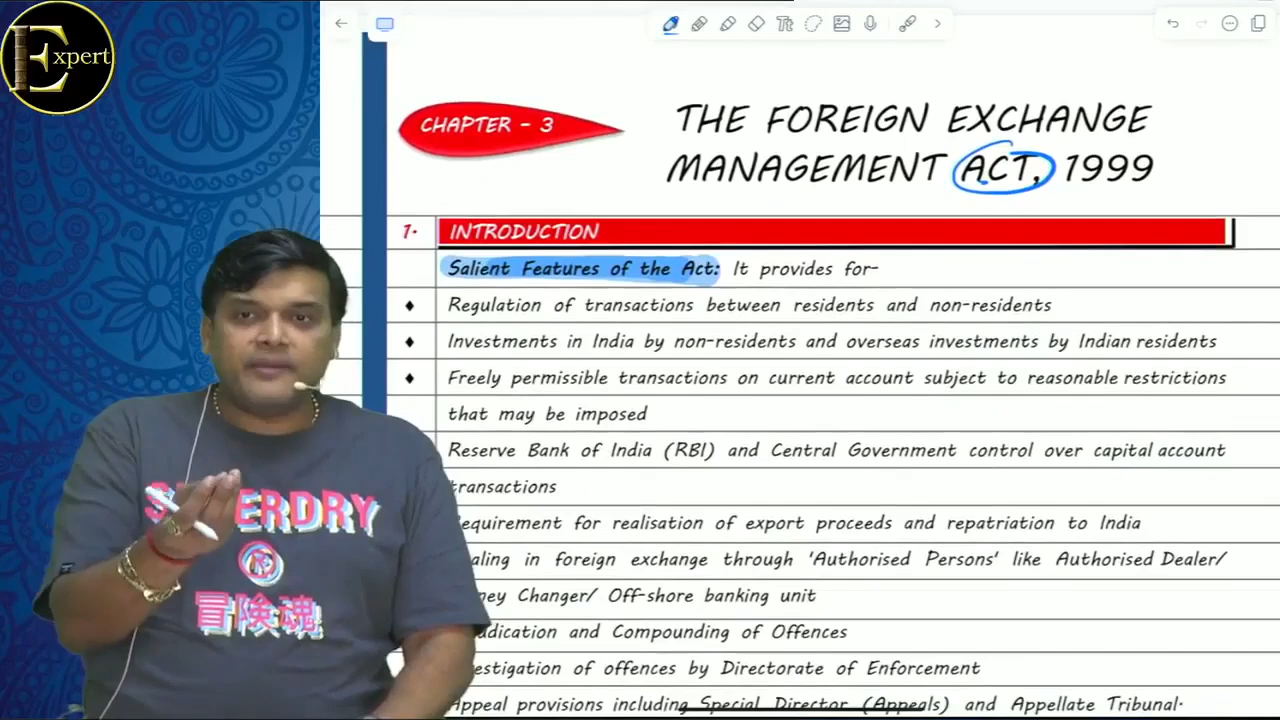 Expert
CHAPTER - 3
THE FOREIGN EXCHANGE
MANAGEMENT ACT, 1999
1. INTRODUCTION
Salient Features of the Act: It provides for-
♦ Regulation of transactions between residents and non-residents
♦ Investments in India by non-residents and overseas investments by Indian residents
♦ Freely permissible transactions on current account subject to reasonable restrictions
that may be imposed
Reserve Bank of India (RBI) and Central Government control over capital account
transactions
equirement for realisation of export proceeds and repatriation to India
aling in foreign exchange through 'Authorised Persons' like Authorised Dealer/
ney Changer/ Off-shore banking unit
udication and Compounding of Offences
estigation of offences by Directorate of Enforcement
Appeal provisions including Special Director (Appeals) and Appellate Tribunal.
S ERDRY
冒険魂